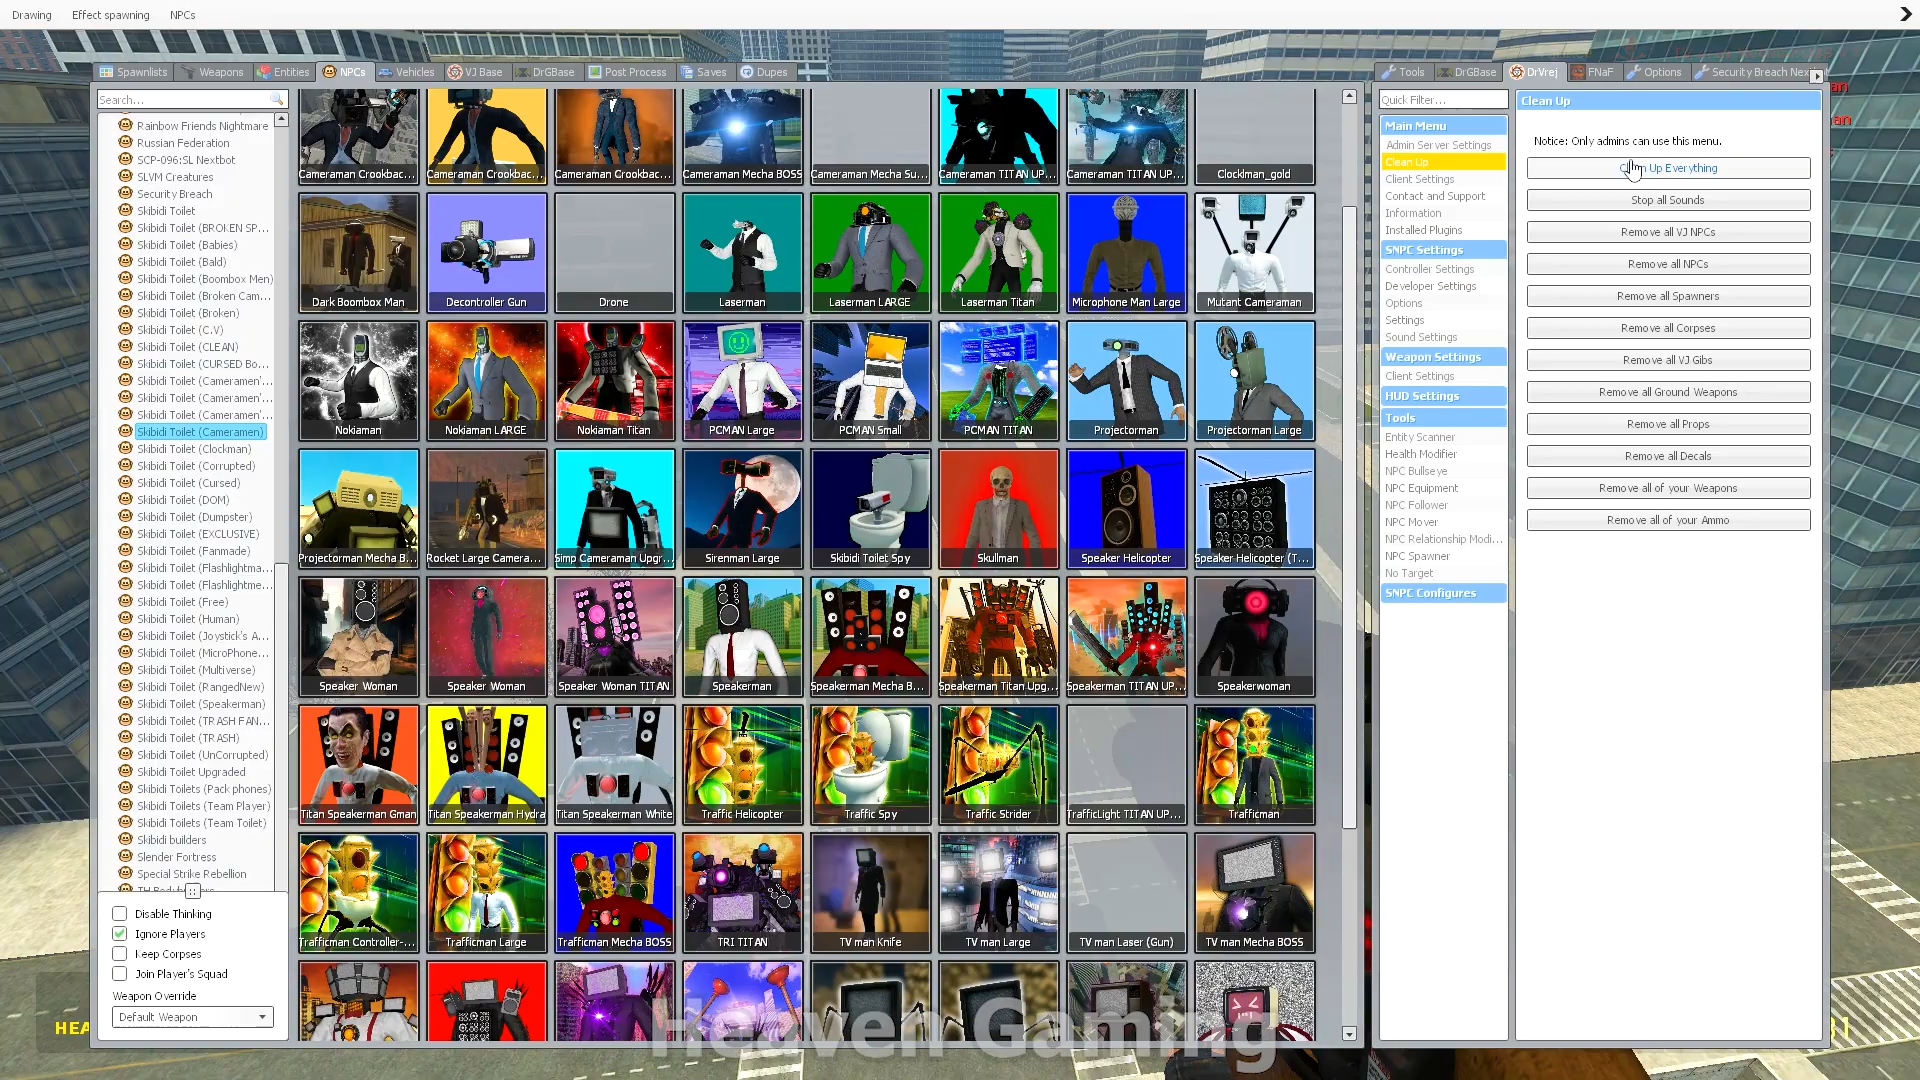 Drawing
Effect spawning
NPCs
Spawnlists
Weapons
Entities
NPCs
Vehicles
VJ Base
DrGBase
Post Process
Saves
Dupes
Tools
DrGBase
DrVrej
FNaF
Options
Security Breach Nex
Search...
Rainbow Friends Nightmare
Russian Federation
SCP-096:SL Nextbot
SLVM Creatures
Security Breach
Skibidi Toilet
Skibidi Toilet (BROKEN SP...
Skibidi Toilet (Babies)
Skibidi Toilet (Bald)
Skibidi Toilet (Boombox Men)
Skibidi Toilet (Broken Cam...
Skibidi Toilet (Broken)
Skibidi Toilet (C.V)
Skibidi Toilet (CLEAN)
Skibidi Toilet (CURSED Bo...
Skibidi Toilet (Cameramen'...
Skibidi Toilet (Cameramen'...
Skibidi Toilet (Cameramen'...
Skibidi Toilet (Cameramen)
Skibidi Toilet (Clockman)
Skibidi Toilet (Corrupted)
Skibidi Toilet (Cursed)
Skibidi Toilet (DOM)
Skibidi Toilet (Dumpster)
Skibidi Toilet (EXCLUSIVE)
Skibidi Toilet (Fanmade)
Skibidi Toilet (Flashlightma...
Skibidi Toilet (Flashlightme...
Skibidi Toilet (Free)
Skibidi Toilet (Human)
Skibidi Toilet (Joystick's A...
Skibidi Toilet (MicroPhone...
Skibidi Toilet (Multiverse)
Skibidi Toilet (RangedNew)
Skibidi Toilet (Speakerman)
Skibidi Toilet (TRASH FAN...
Skibidi Toilet (TRASH)
Skibidi Toilet (UnCorrupted)
Skibidi Toilet Upgraded
Skibidi Toilets (Pack phones)
Skibidi Toilets (Team Player)
Skibidi Toilets (Team Toilet)
Skibidi builders
Slender Fortress
Special Strike Rebellion
Disable Thinking
Ignore Players
Keep Corpses
Join Player's Squad
Weapon Override
Default Weapon
Cameraman Crookbac...
Cameraman Crookbac...
Cameraman Crookbac...
Cameraman Mecha BOSS
Cameraman Mecha Su...
Cameraman TITAN UP...
Cameraman TITAN UP...
Clocklman_gold
Dark Boombox Man
Decontroller Gun
Drone
Laserman
Laserman LARGE
Laserman Titan
Microphone Man Large
Mutant Cameraman
Nokiaman
Nokiaman LARGE
Nokiaman Titan
PCMAN Large
PCMAN Small
PCMAN TITAN
Projectorman
Projectorman Large
Projectorman Mecha B...
Rocket Large Camera...
Simp Cameraman Upgr...
Sirenman Large
Skibidi Toilet Spy
Skullman
Speaker Helicopter
Speaker Helicopter (T...
Speaker Woman
Speaker Woman
Speaker Woman TITAN
Speakerman
Speakerman Mecha B...
Speakerman Titan Upg...
Speakerman TITAN UP...
Speakerwoman
Titan Speakerman Gman
Titan Speakerman Hydra
Titan Speakerman White
Traffic Helicopter
Traffic Spy
Traffic Strider
TrafficLight TITAN UP...
Trafficman
Trafficman Controller-...
Trafficman Large
Trafficman Mecha BOSS
TRI TITAN
TV man Knife
TV man Large
TV man Laser (Gun)
TV man Mecha BOSS
Heaven Gaming
Quick Filter...
Main Menu
Admin Server Settings
Clean Up
Client Settings
Contact and Support
Information
Installed Plugins
SNPC Settings
Controller Settings
Developer Settings
Options
Settings
Sound Settings
Weapon Settings
Client Settings
HUD Settings
Tools
Entity Scanner
Health Modifier
NPC Bullseye
NPC Equipment
NPC Follower
NPC Mover
NPC Relationship Modi...
NPC Spawner
No Target
SNPC Configures
Clean Up
Notice: Only admins can use this menu.
Clean Up Everything
Stop all Sounds
Remove all VJ NPCs
Remove all NPCs
Remove all Spawners
Remove all Corpses
Remove all VJ Gibs
Remove all Ground Weapons
Remove all Props
Remove all Decals
Remove all of your Weapons
Remove all of your Ammo
HEA